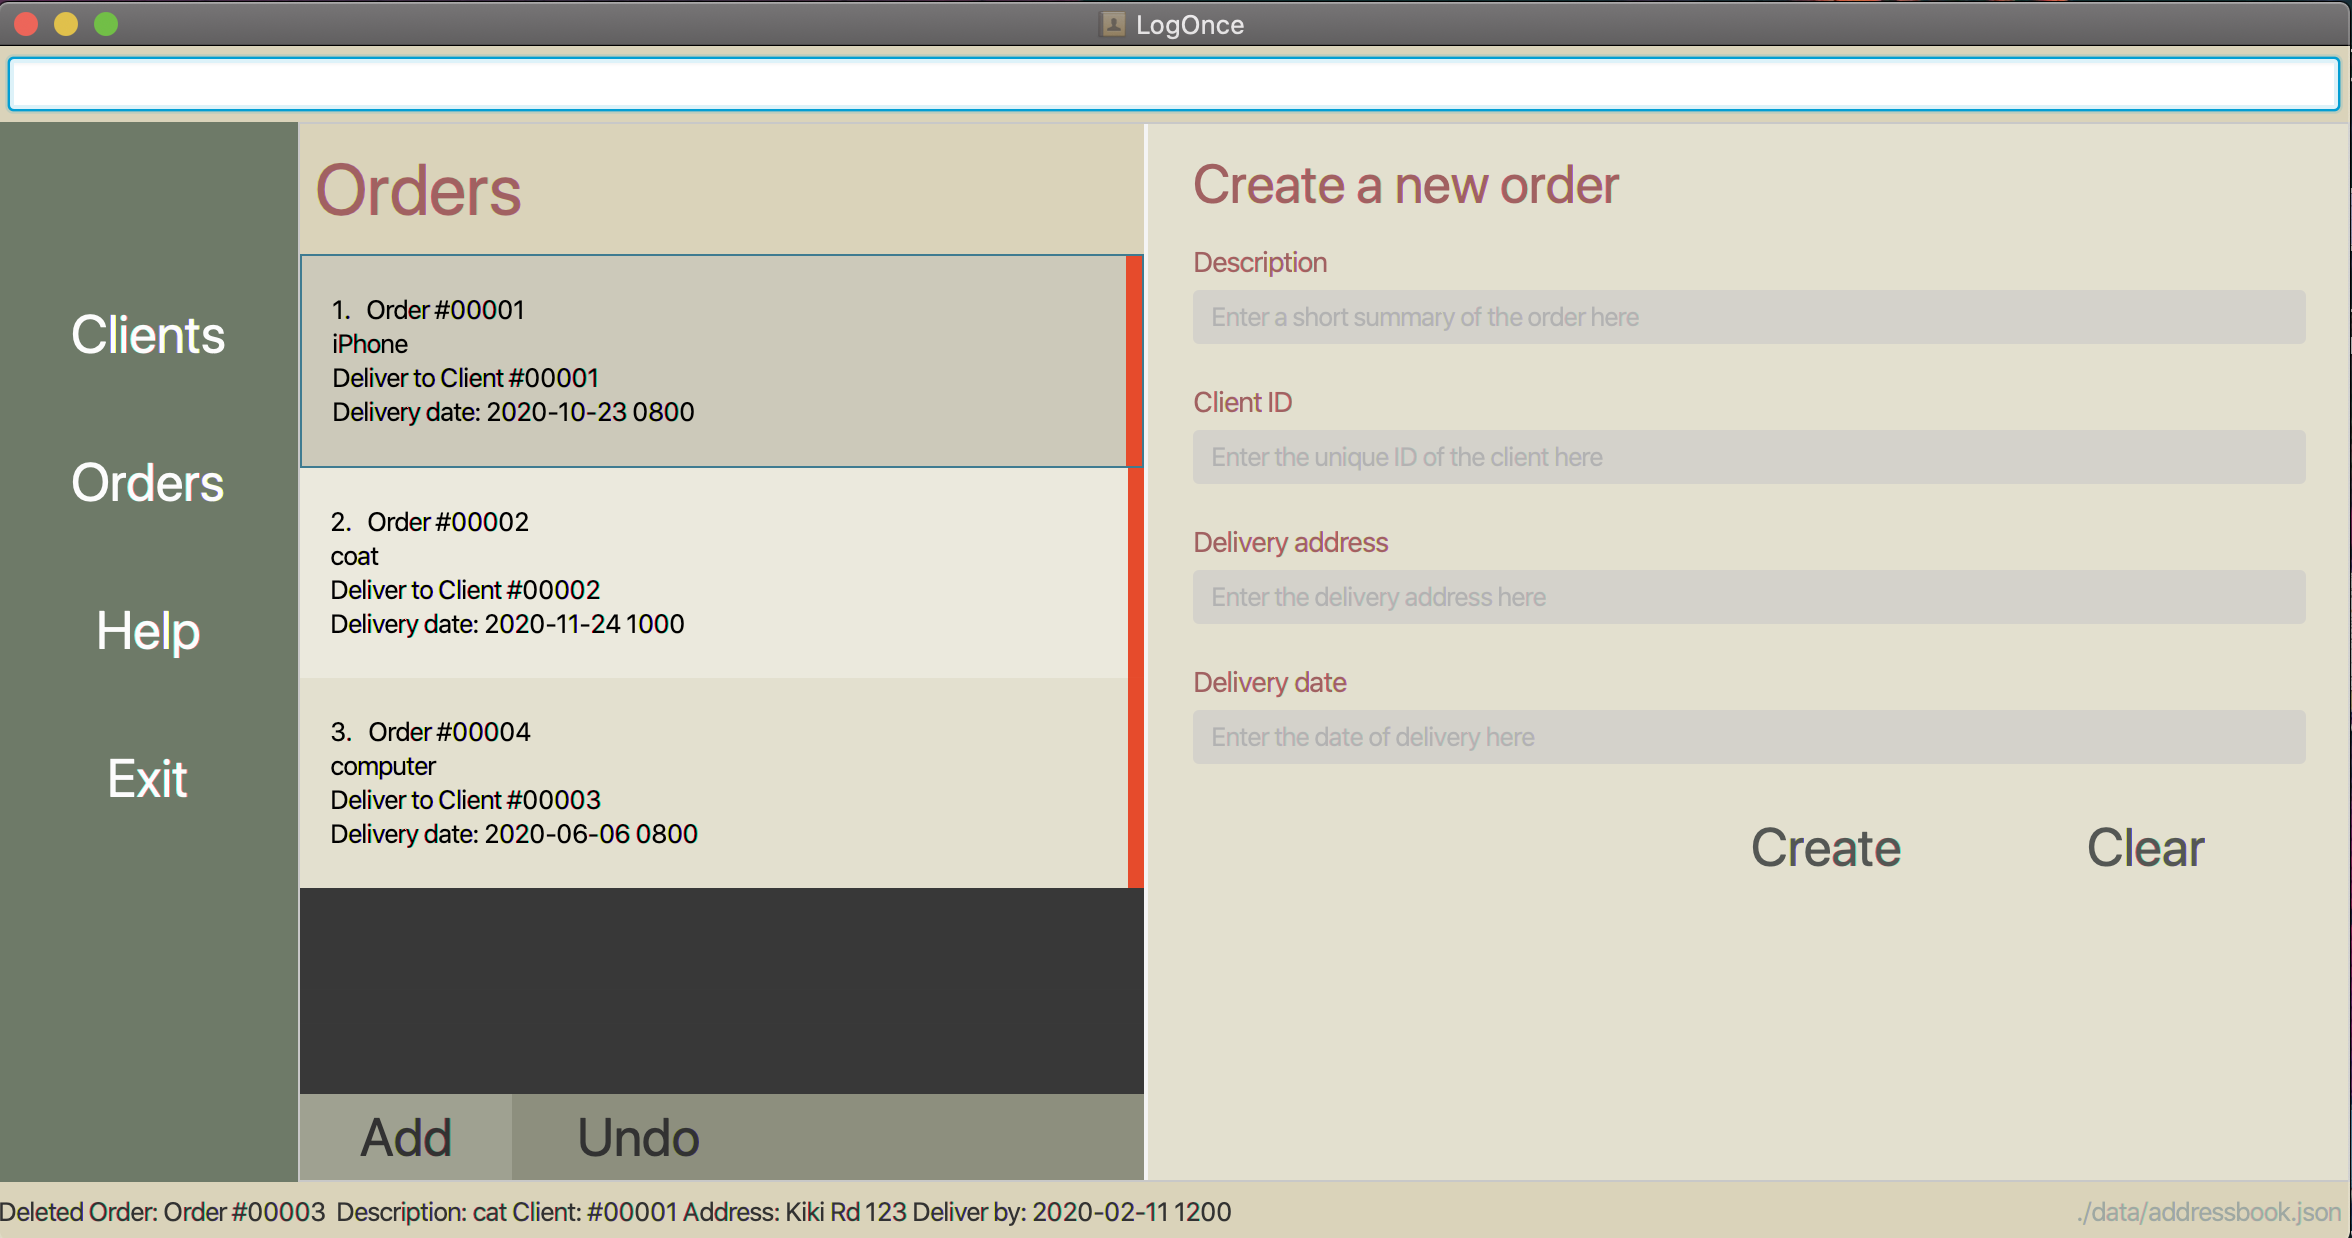 LogOnce
Clients
Orders
Help
Exit
Orders
1. Order #00001
iPhone
Deliver to Client #00001
Delivery date: 2020-10-23 0800
2. Order #00002
coat
Deliver to Client #00002
Delivery date: 2020-11-24 1000
3. Order #00004
computer
Deliver to Client #00003
Delivery date: 2020-06-06 0800
Add Undo
Create a new order
Description
Enter a short summary of the order here
Client ID
Enter the unique ID of the client here
Delivery address
Enter the delivery address here
Delivery date
Enter the date of delivery here
Create Clear
Deleted Order: Order #00003 Description: cat Client: #00001 Address: Kiki Rd 123 Deliver by: 2020-02-11 1200
./data/addressbook.json